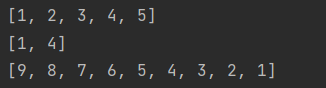 [1, 2, 3, 4, 5]
[1, 4]
[9, 8, 7, 6, 5, 4, 3, 2, 1]